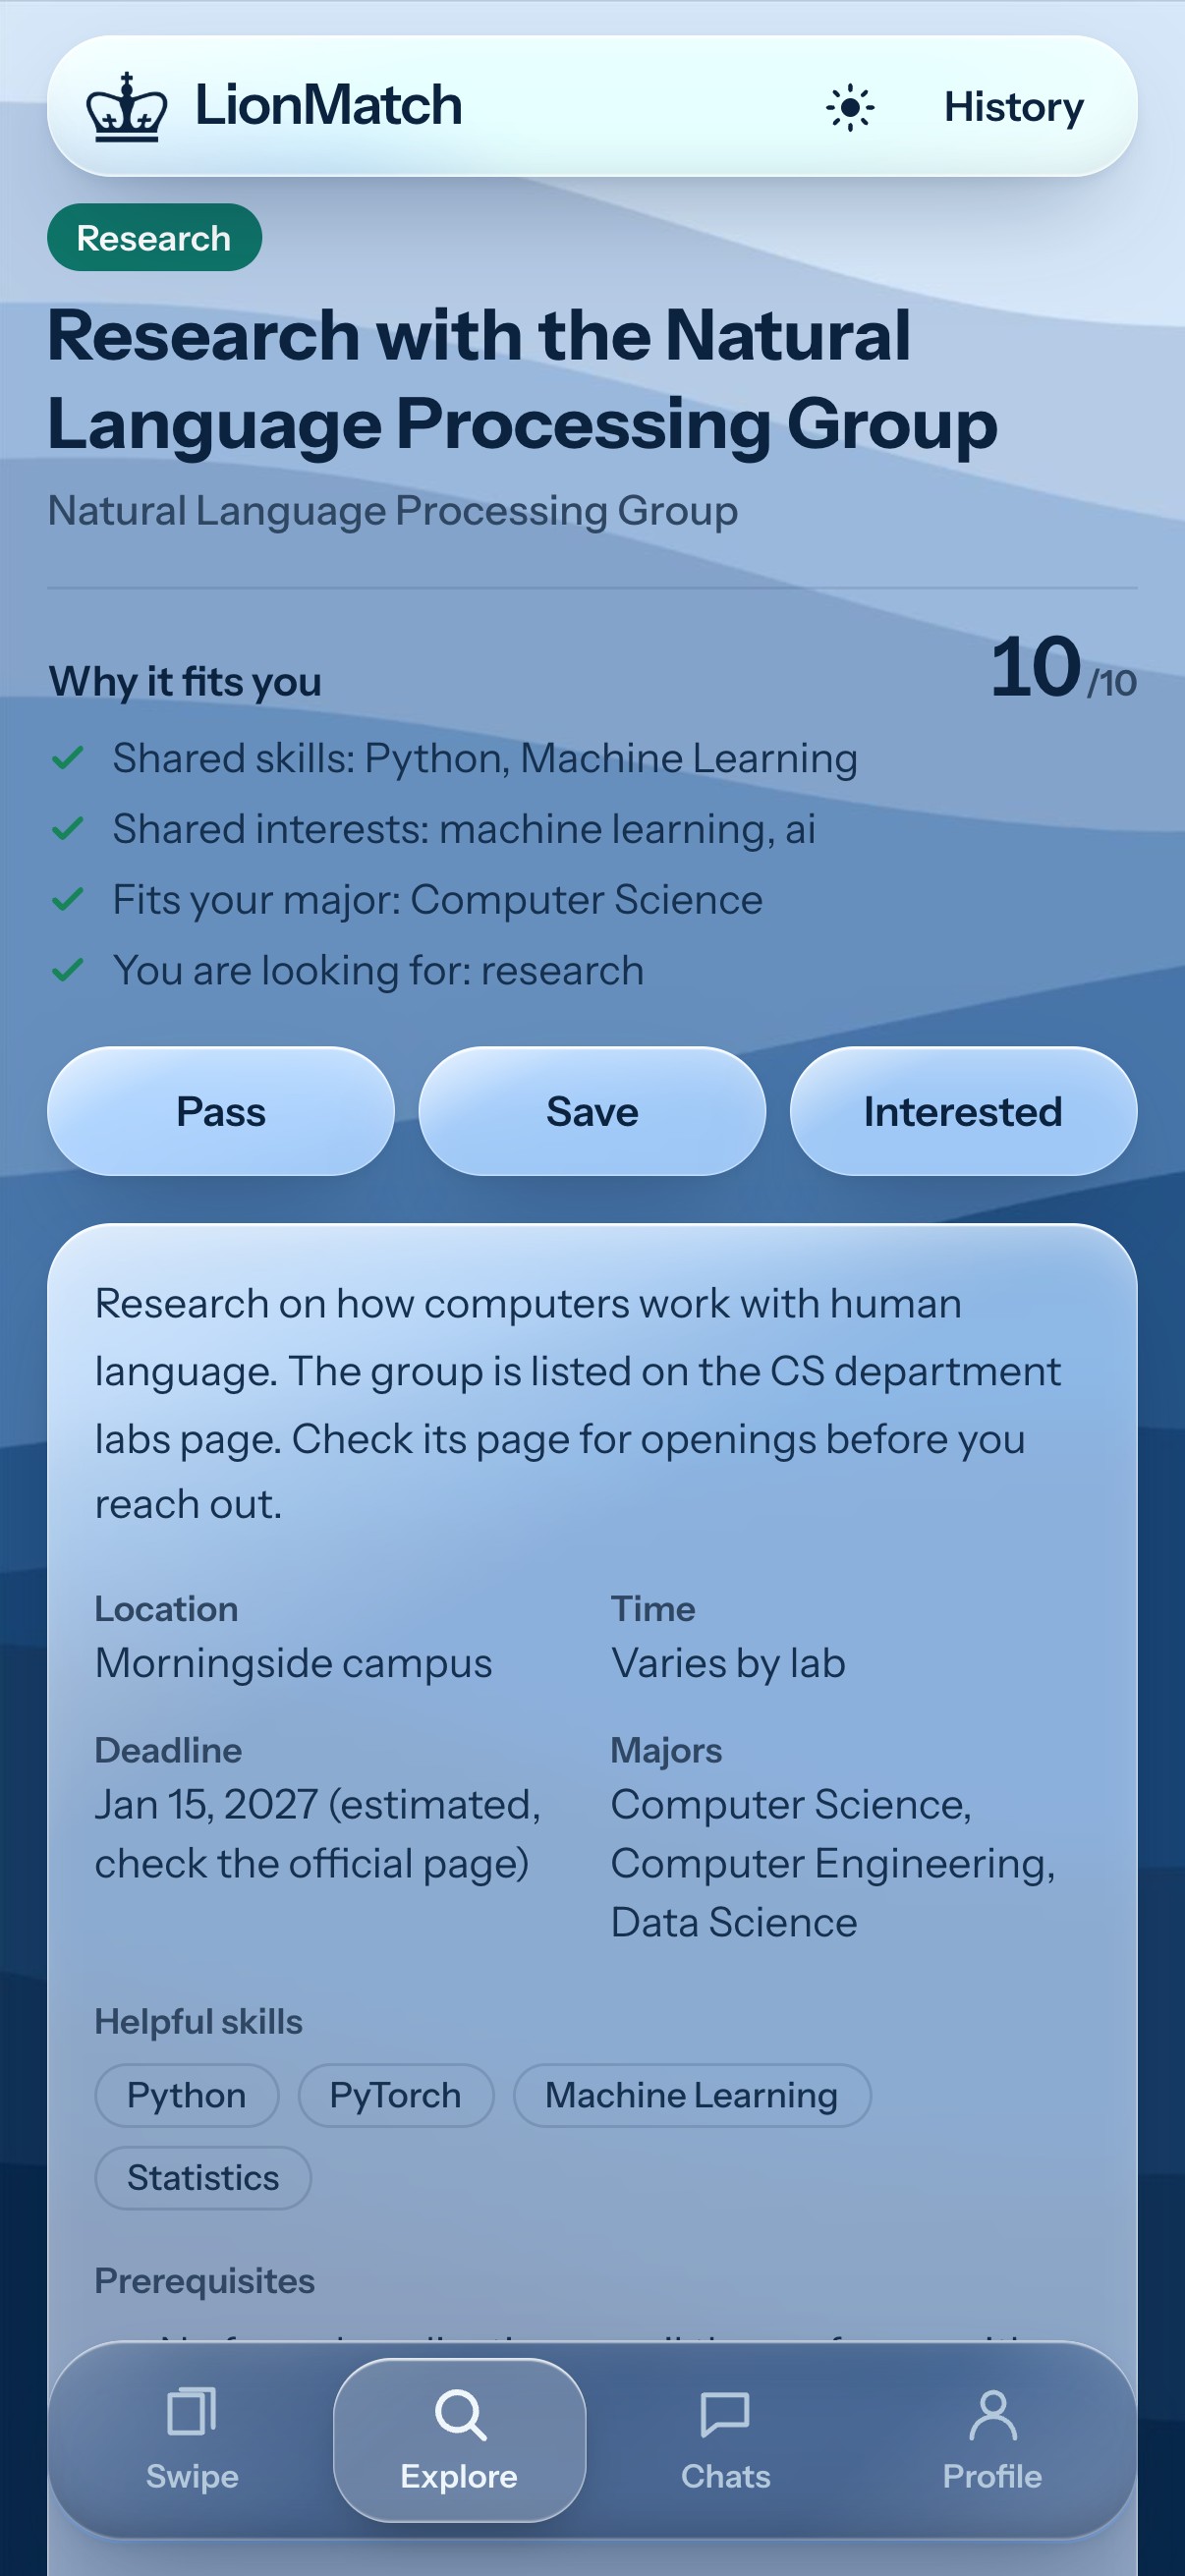 LionMatch
History
Research
Research with the Natural
Language Processing Group
Natural Language Processing Group
Why it fits you
10/10
Shared skills: Python, Machine Learning
Shared interests: machine learning, ai
Fits your major: Computer Science
You are looking for: research
Pass
Save
Interested
Research on how computers work with human
language. The group is listed on the CS department
labs page. Check its page for openings before you
reach out.
Location
Morningside campus
Time
Varies by lab
Deadline
Jan 15, 2027 (estimated,
check the official page)
Majors
Computer Science,
Computer Engineering,
Data Science
Helpful skills
Python
PyTorch
Machine Learning
Statistics
Prerequisites
Swipe
Explore
Chats
Profile